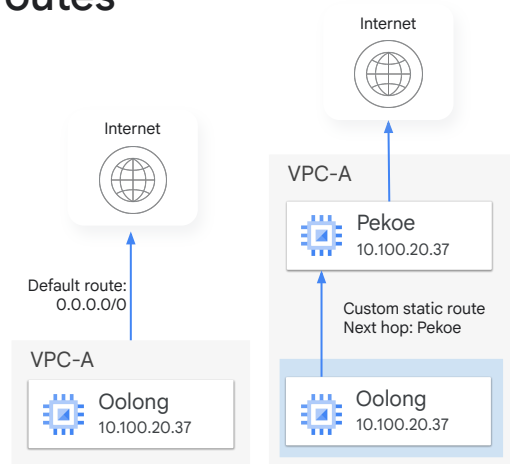 Internet
Default route:
0.0.0.0/0
VPC-A
Oolong
10.100.20.37
Internet
VPC-A
Pekoe
10.100.20.37
Custom static route
Next hop: Pekoe
Oolong
10.100.20.37